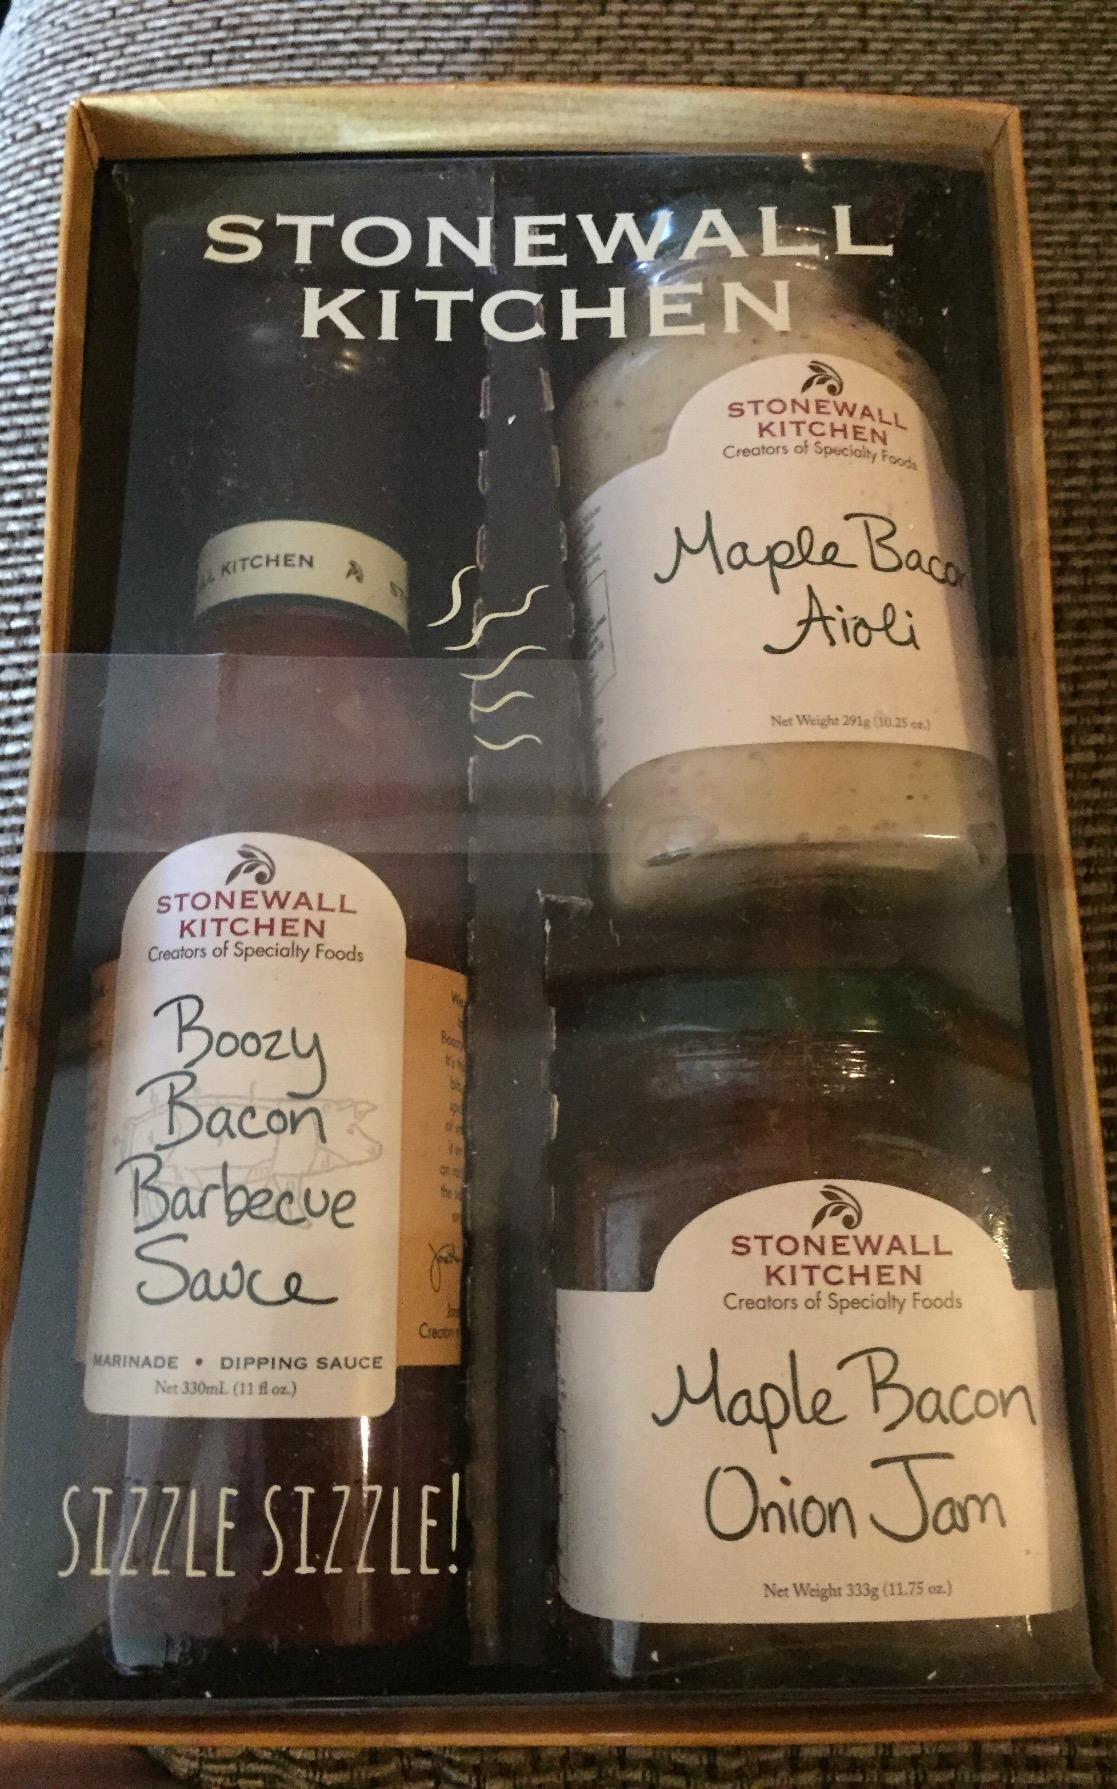 STONEWALL
KITCHEN
STONEWALL
KITCHEN
Creators of Specialty Foods
Maple Bacon
Aioli
Net Weight 291g (10.25 oz.)
KITCHEN
STONEWALL
KITCHEN
Creators of Specialty Foods
Boozy
Bacon
Barbecue
Sauce
MARINADE • DIPPING SAUCE
Net 330mL (11 fl oz.)
SIZZLE SIZZLE!
STONEWALL
KITCHEN
Creators of Specialty Foods
Maple Bacon
Onion Jam
Net Weight 333g (11.75 oz.)